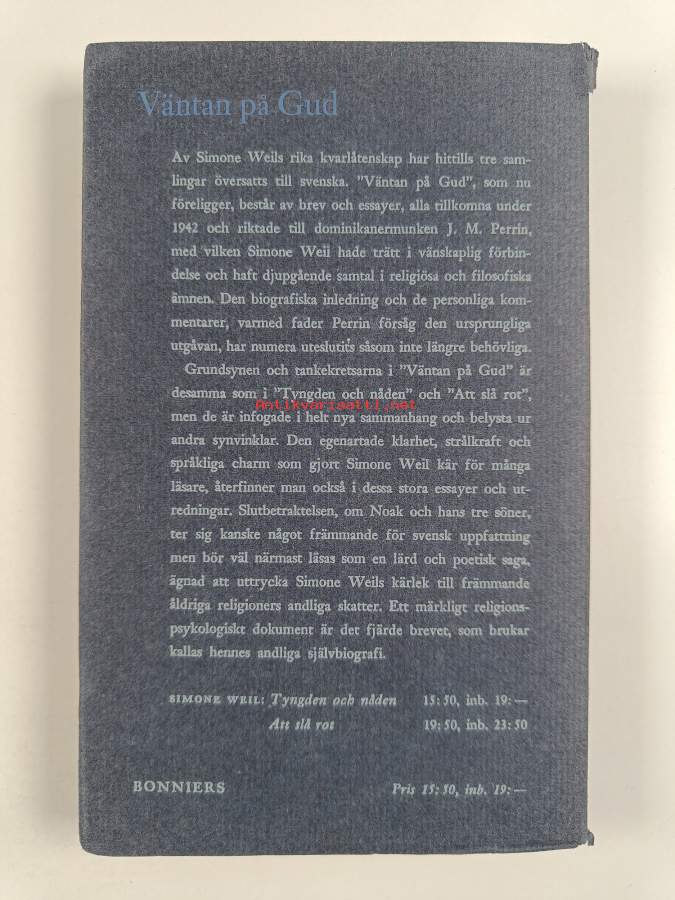 Väntan på Gud
Av Simone Weils rika kvarlåtenskap har hittills tre sam-
lingar översatts till svenska. ”Väntan på Gud”, som nu
föreligger, består av brev och essayer, alla tillkomna under
1942 och riktade till dominikanermunken J. M. Perrin,
med vilken Simone Weil hade trätt i vänskaplig förbin-
delse och haft djupgående samtal i religiösa och filosofiska
ämnen. Den biografiska inledning och de personliga kom-
mentarer, varmed fader Perrin försåg den ursprungliga
utgåvan, har numera uteslutits såsom inte längre behövliga.
Grundsynen och tankekretsarna i ”Väntan på Gud” är
desamma som i ”Tyngden och nåden” och ”Att slå rot”,
Antikvariaatti.net
men de är infogade i helt nya sammanhang och belysta ur
andra synvinklar. Den egenartade klarhet, strålkraft och
språkliga charm som gjort Simone Weil kär för många
läsare, återfinner man också i dessa stora essayer och ut-
redningar. Slutbetraktelsen, om Noak och hans tre söner,
ter sig kanske något främmande för svensk uppfattning
men bör väl närmast läsas som en lärd och poetisk saga,
ägnad att uttrycka Simone Weils kärlek till främmande
åldriga religioners andliga skatter. Ett märkligt religions-
psykologiskt dokument är det fjärde brevet, som brukar
kallas hennes andliga självbiografi.
SIMONE WEIL: Tyngden och nåden 15:50, inb. 19:—
Att slå rot 19:50, inb. 23:50
BONNIERS Pris 15:50, inb. 19:—